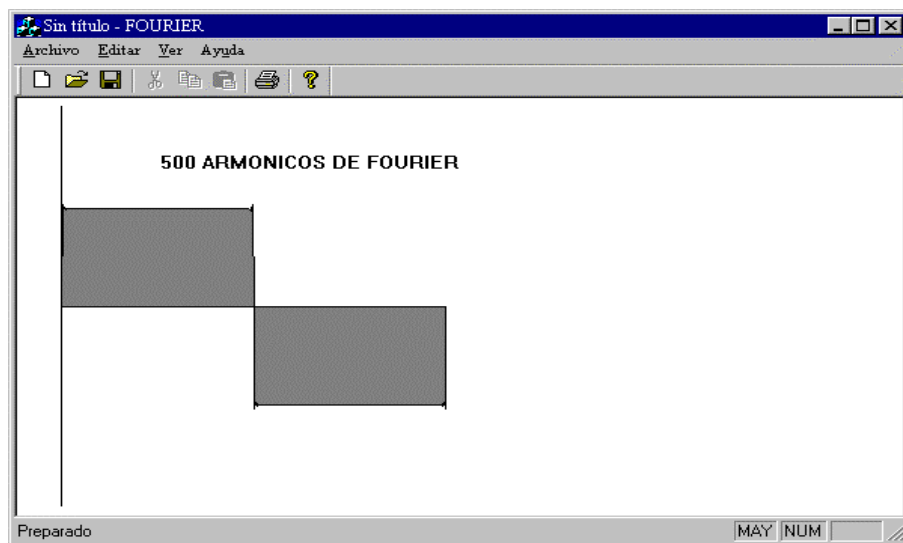 Sin título - FOURIER
Archivo Editar Ver Ayuda
500 ARMONICOS DE FOURIER
Preparado MAY NUM